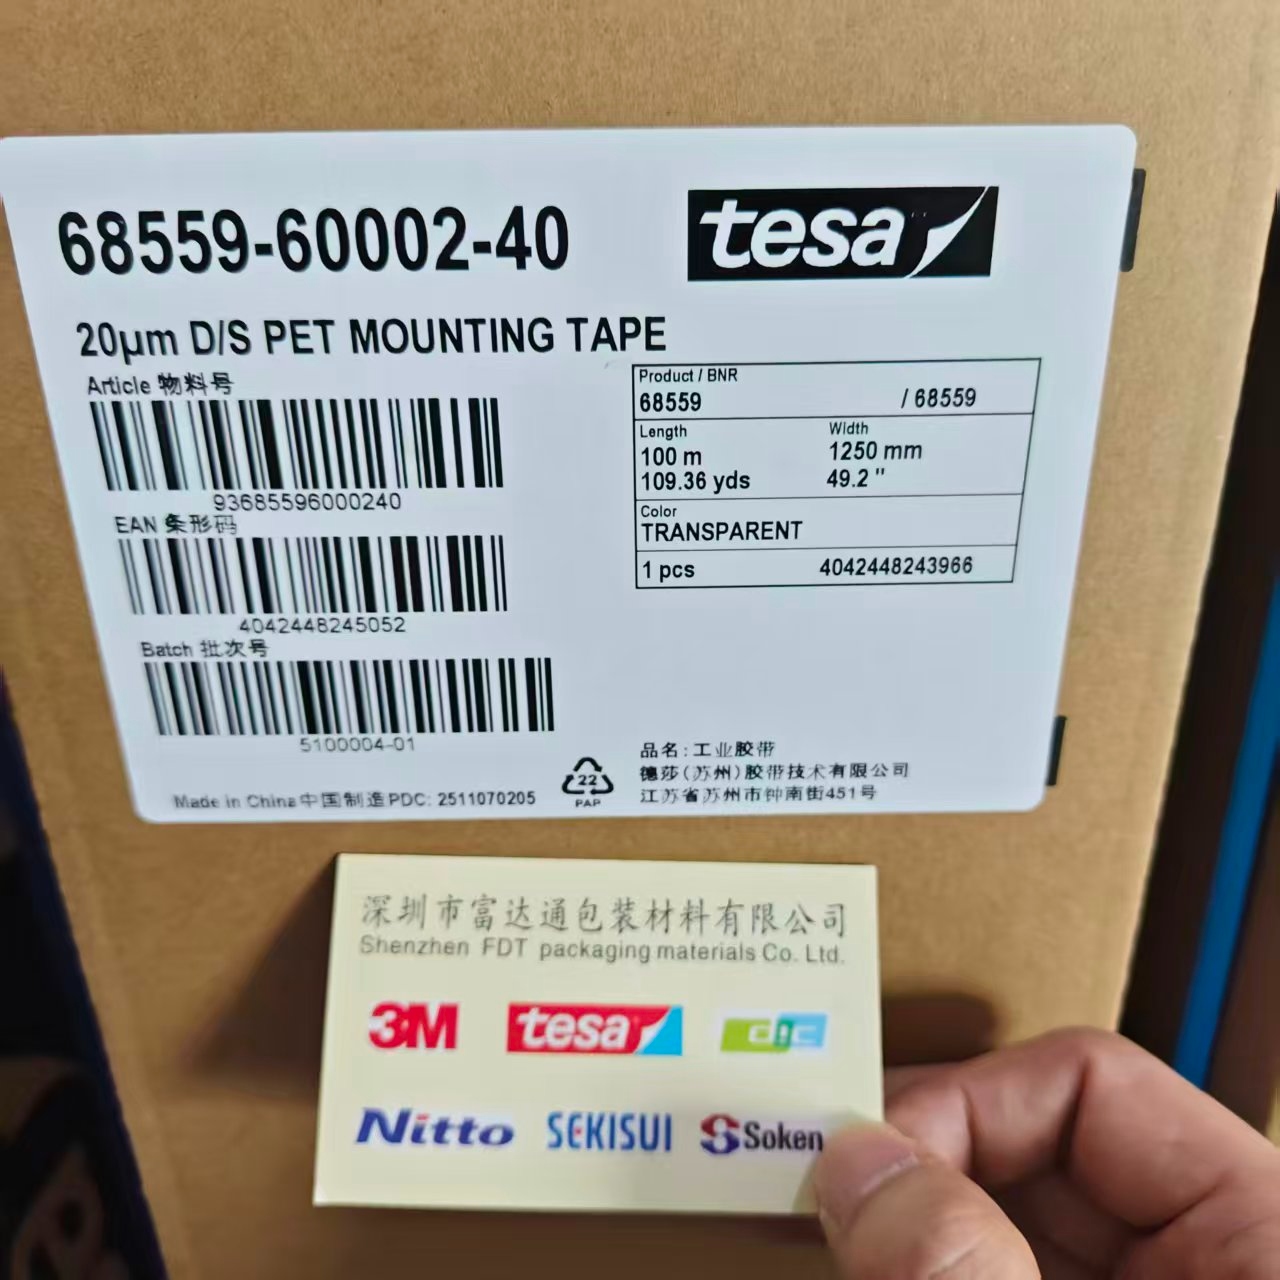 68559-60002-40
tesa
20µm D/S PET MOUNTING TAPE
Article 物料号
93685596000240
EAN 条形码
4042448245052
Batch 批次号
5100004-01
Made in China 中国制造 PDC: 2511070205
22
PAP
Product / BNR
68559 / 68559
Length Width
100 m 1250 mm
109.36 yds 49.2 "
Color
TRANSPARENT
1 pcs 4042448243966
品名:工业胶带
德莎(苏州)胶带技术有限公司
江苏省苏州市钟南街451号
深圳市富达通包装材料有限公司
Shenzhen FDT packaging materials Co. Ltd.
3M tesa dic
Nitto SEKISUI Soken